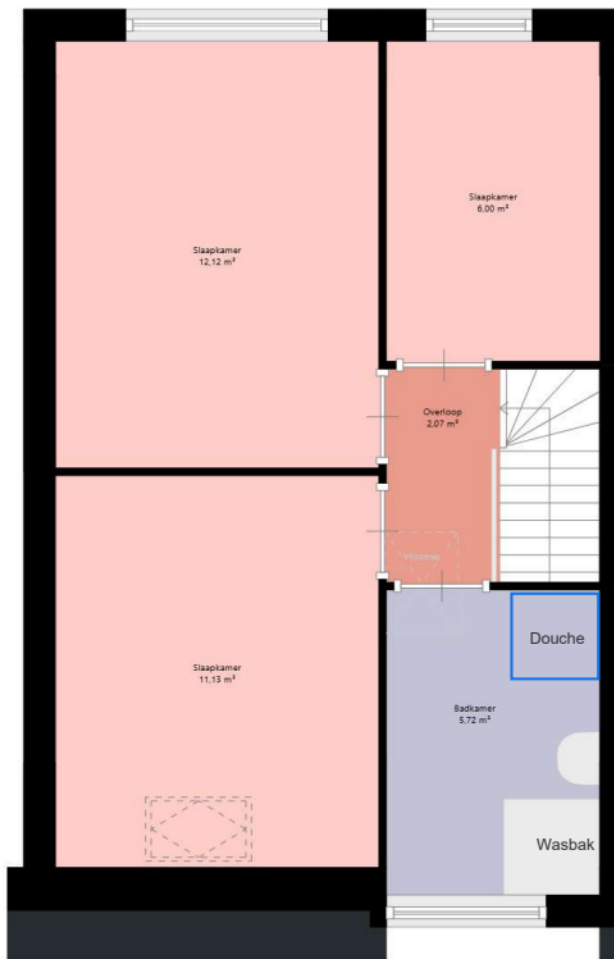 Slaapkamer
12,12 m²
Slaapkamer
6,00 m²
Overloop
2,07 m²
Vlizotrap
Slaapkamer
11,13 m²
Douche
Badkamer
5,72 m²
Wasbak